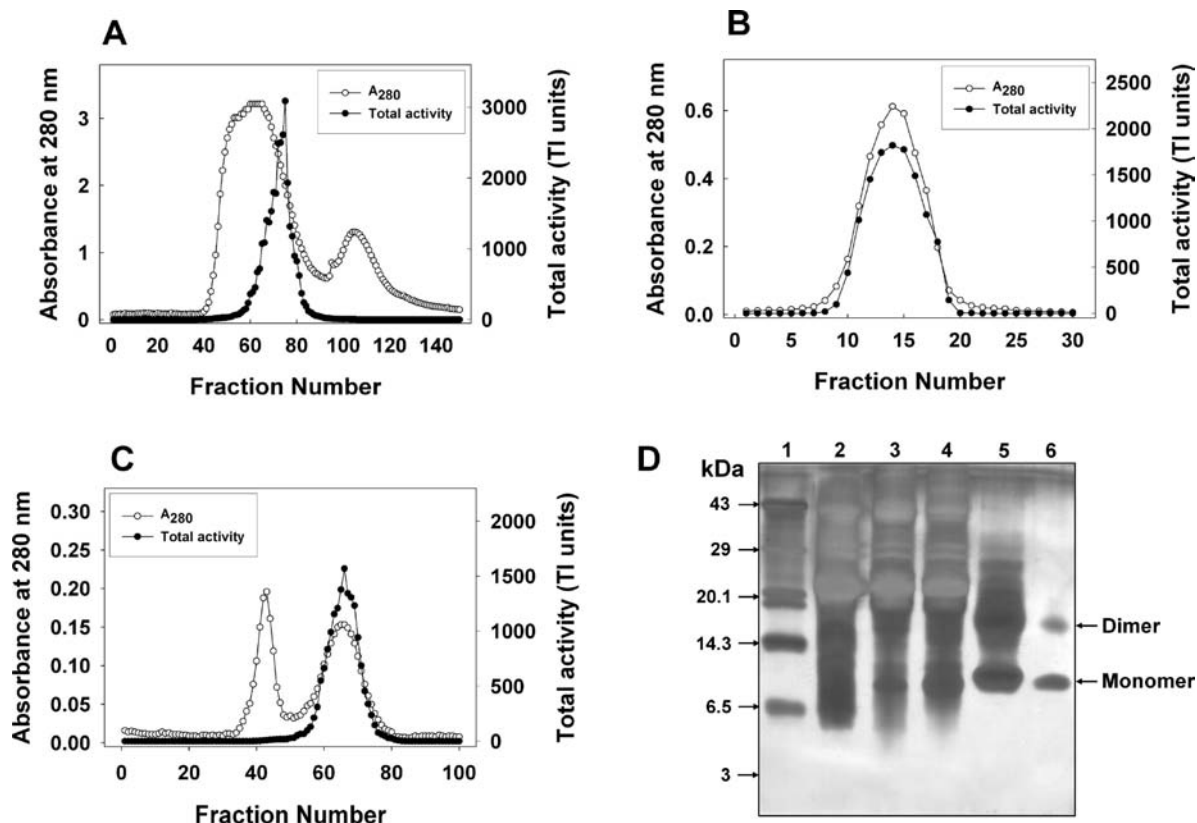 A
Absorbance at 280 nm
3
2
1
0
A280
Total activity
3000
2000
1000
0
Total activity (TI units)
0 20 40 60 80 100 120 140
Fraction Number
B
Absorbance at 280 nm
0.6
0.4
0.2
0.0
A280
Total activity
2500
2000
1500
1000
500
0
Total activity (TI units)
0 5 10 15 20 25 30
Fraction Number
C
Absorbance at 280 nm
0.30
0.25
0.20
0.15
0.10
0.05
0.00
A280
Total activity
2000
1500
1000
500
0
Total activity (TI units)
0 20 40 60 80 100
Fraction Number
D
kDa
1 2 3 4 5 6
43
29
20.1
14.3
6.5
3
Dimer
Monomer